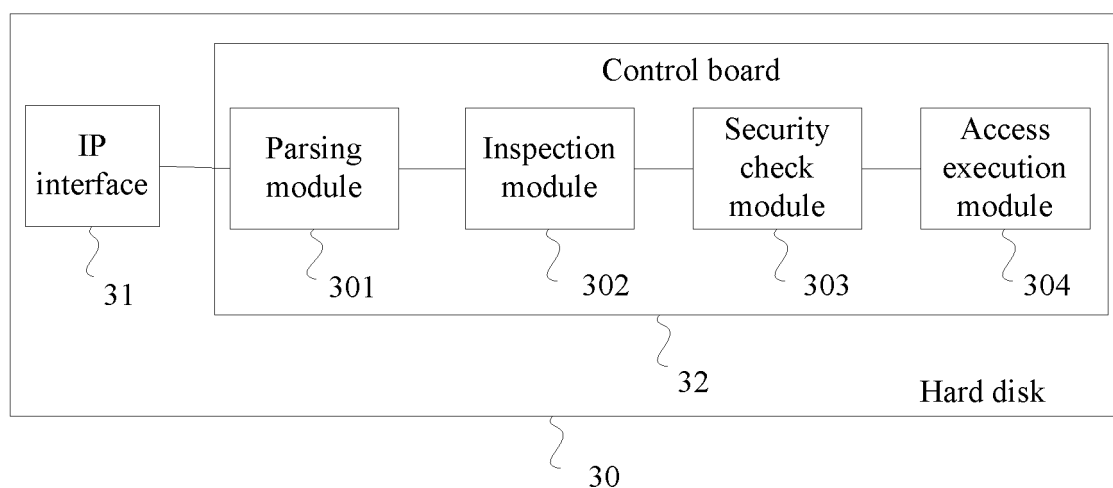 Control board
IP
interface
Parsing
module
Inspection
module
Security
check
module
Access
execution
module
31
301
302
303
304
32
Hard disk
30